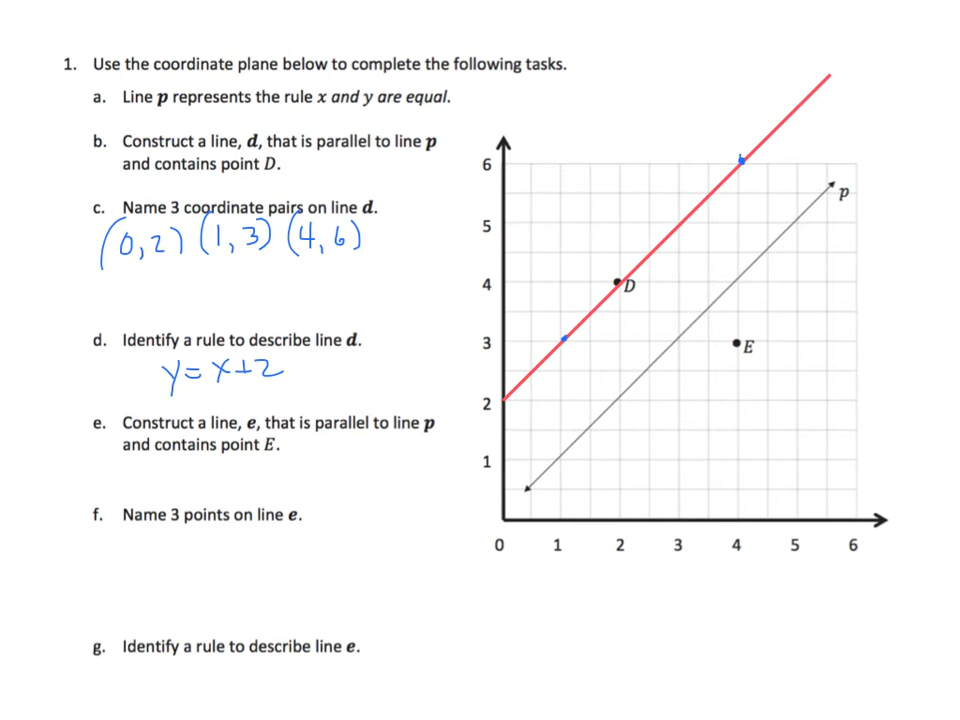 1. Use the coordinate plane below to complete the following tasks.
a. Line p represents the rule x and y are equal.
b. Construct a line, d, that is parallel to line p
and contains point D.
c. Name 3 coordinate pairs on line d.
(0,2) (1,3) (4,6)
d. Identify a rule to describe line d.
y=x+2
e. Construct a line, e, that is parallel to line p
and contains point E.
f. Name 3 points on line e.
g. Identify a rule to describe line e.
6
p
5
4
D
3
E
2
1
0 1 2 3 4 5 6